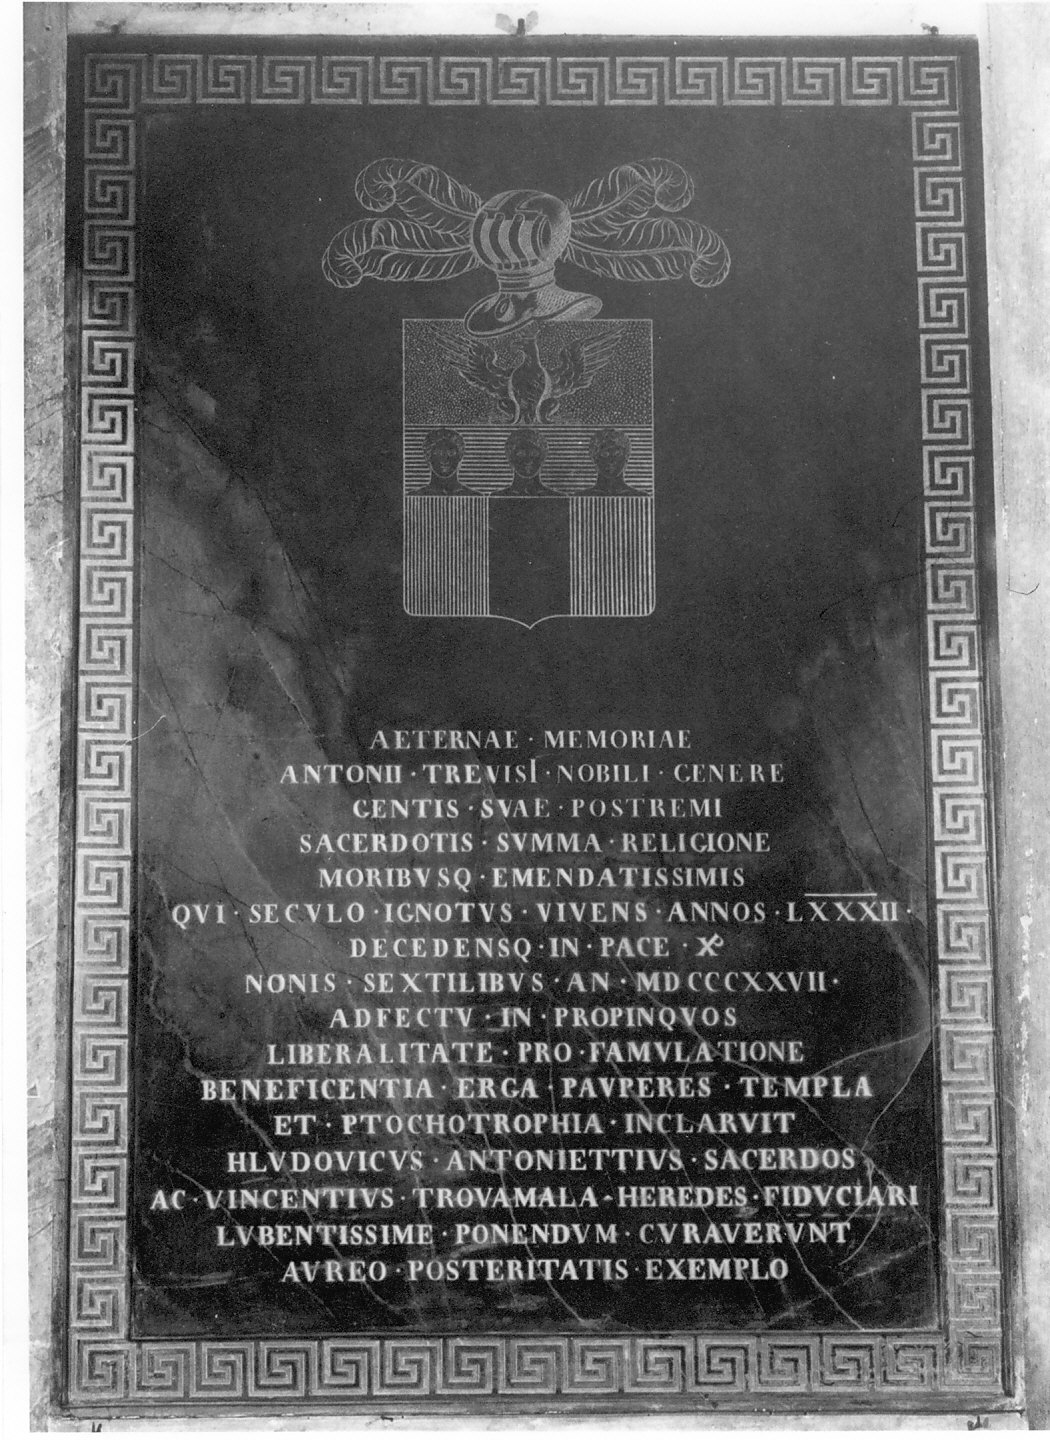 AETERNAE · MEMORIAE
ANTONII · TREVISI · NOBILI · GENERE
GENTIS · SVAE · POSTREMI
SACERDOTIS · SVMMA · RELIGIONE
MORIBVSQ · EMENDATISSIMIS
QVI · SECVLO · IGNOTVS · VIVENS · ANNOS · LXXXII ·
DECEDENSQ · IN · PACE · ☧
NONIS · SEXTILIBVS · AN · MDCCCXXVII ·
ADFECTV · IN · PROPINQVOS
LIBERALITATE · PRO · FAMVLATIONE
BENEFICENTIA · ERGA · PAVPERES · TEMPLA
ET · PTOCHOTROPHIA · INCLARVIT
HLVDOVICVS · ANTONIETTIVS · SACERDOS
AC · VINCENTIVS · TROVAMALA · HEREDES · FIDVCIARI
LVBENTISSIME · PONENDVM · CVRAVERVNT
AVREO · POSTERITATIS · EXEMPLO